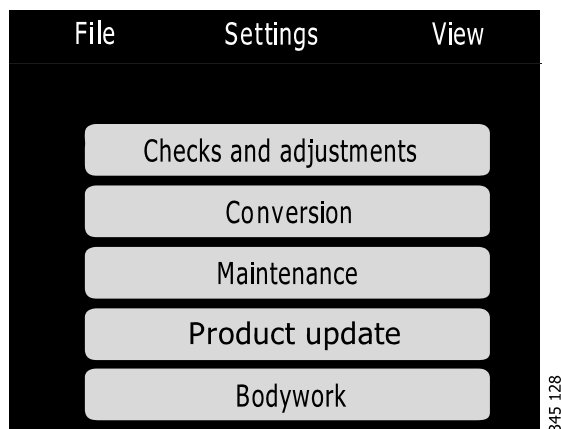 File Settings View
Checks and adjustments
Conversion
Maintenance
Product update
Bodywork
345 128